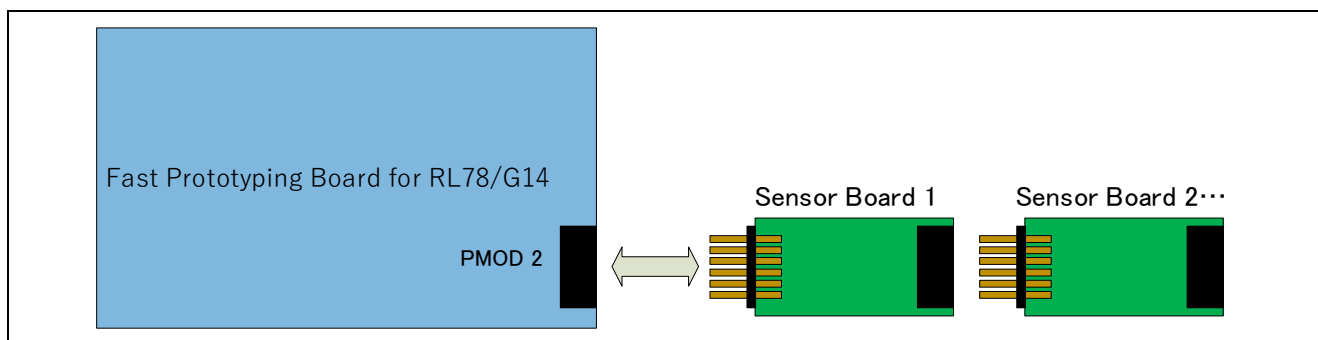 Fast Prototyping Board for RL78/G14
PMOD 2
Sensor Board 1
Sensor Board 2⋯